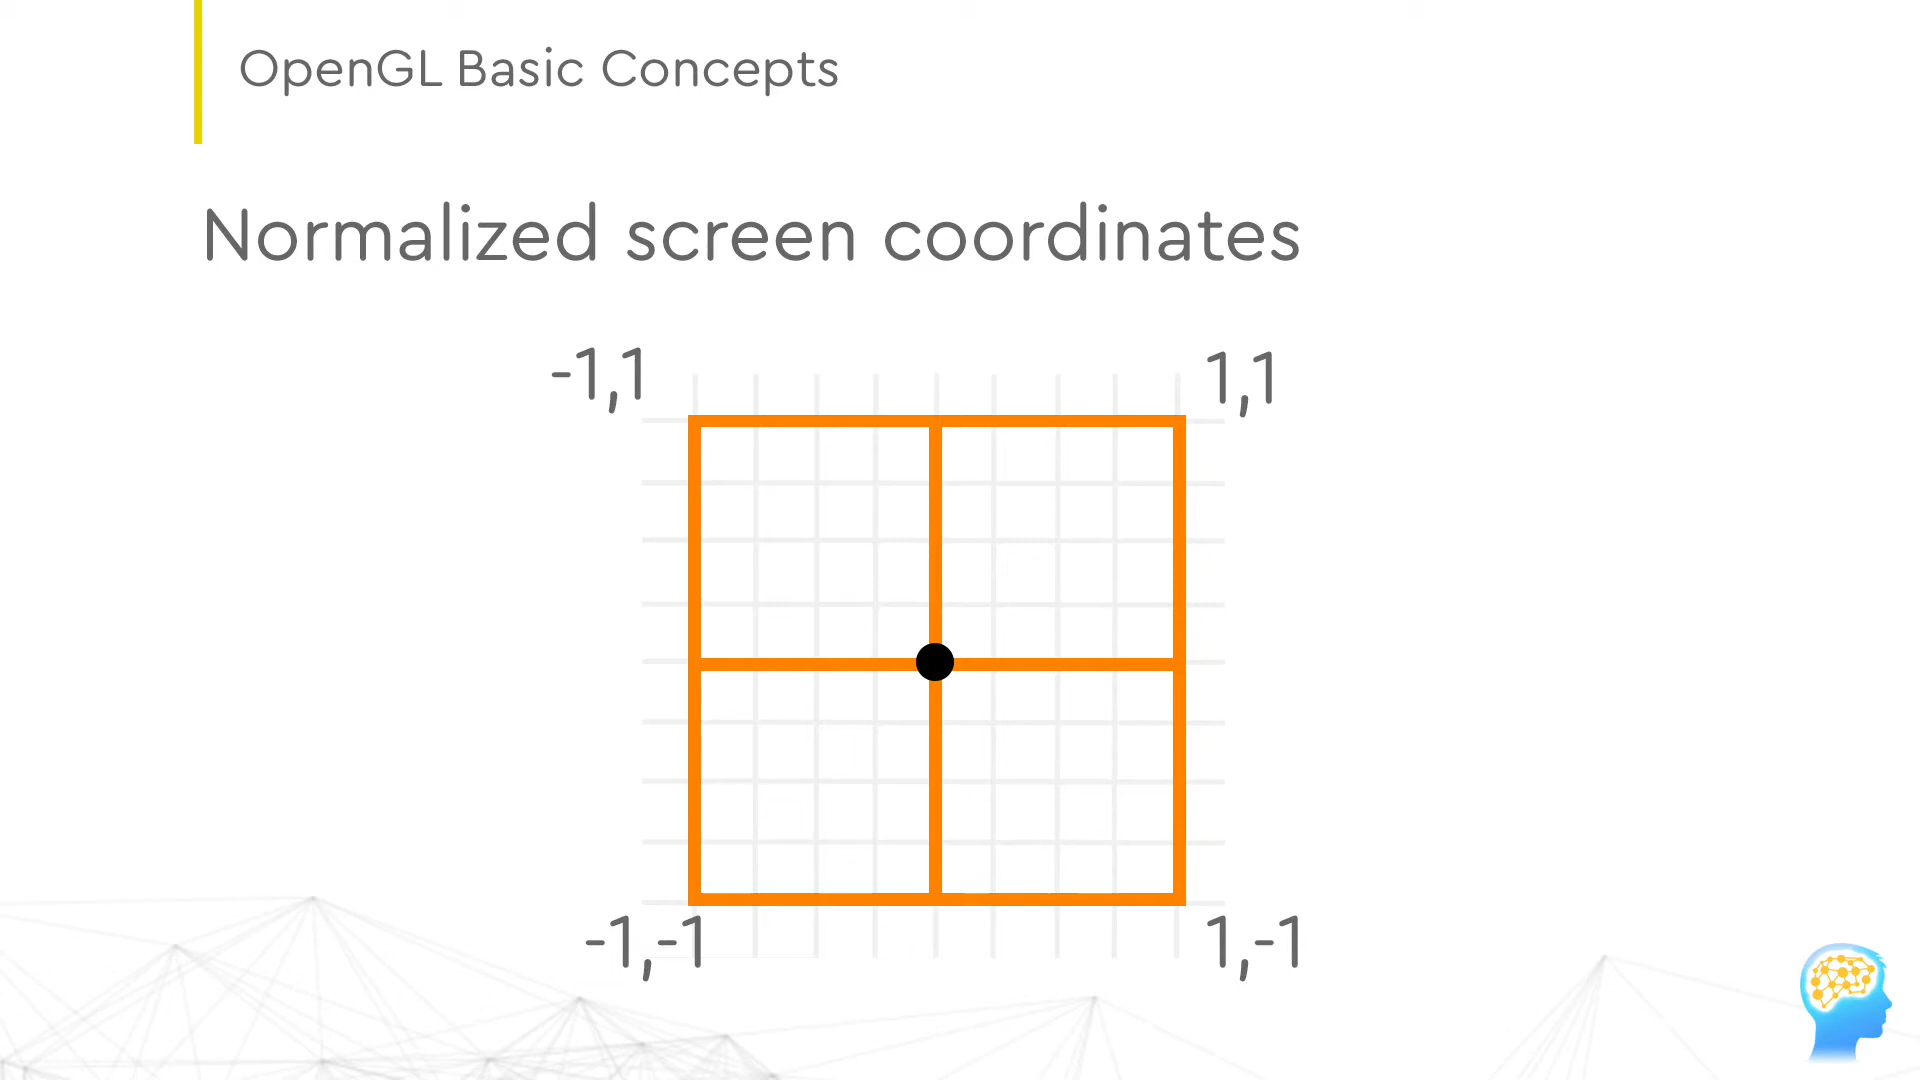 OpenGL Basic Concepts
Normalized screen coordinates
-1,1
1,1
-1,-1
1,-1